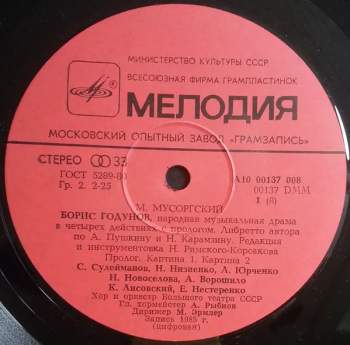 МИНИСТЕРСТВО КУЛЬТУРЫ СССР
ВСЕСОЮЗНАЯ ФИРМА ГРАМПЛАСТИНОК
МЕЛОДИЯ
МОСКОВСКИЙ ОПЫТНЫЙ ЗАВОД «ГРАМЗАПИСЬ»
СТЕРЕО 33
ГОСТ 5289-80
Гр. 2. 2-25
А10 00137 008
00137 DMM
1 (8)
М. МУСОРГСКИЙ
БОРИС ГОДУНОВ, народная музыкальная драма
в четырех действиях с прологом. Либретто автора
по А. Пушкину и Н. Карамзину. Редакция
и инструментовка Н. Римского-Корсакова
Пролог. Картина 1. Картина 2
С. Сулейманов, Н. Низиенко, Л. Юрченко
Н. Новоселова, А. Ворошило
К. Лисовский, Е. Нестеренко
Хор и оркестр Большого театра СССР
Гл. хормейстер А. Рыбнов
Дирижер М. Эрмлер
Запись 1985 г.
(цифровая)